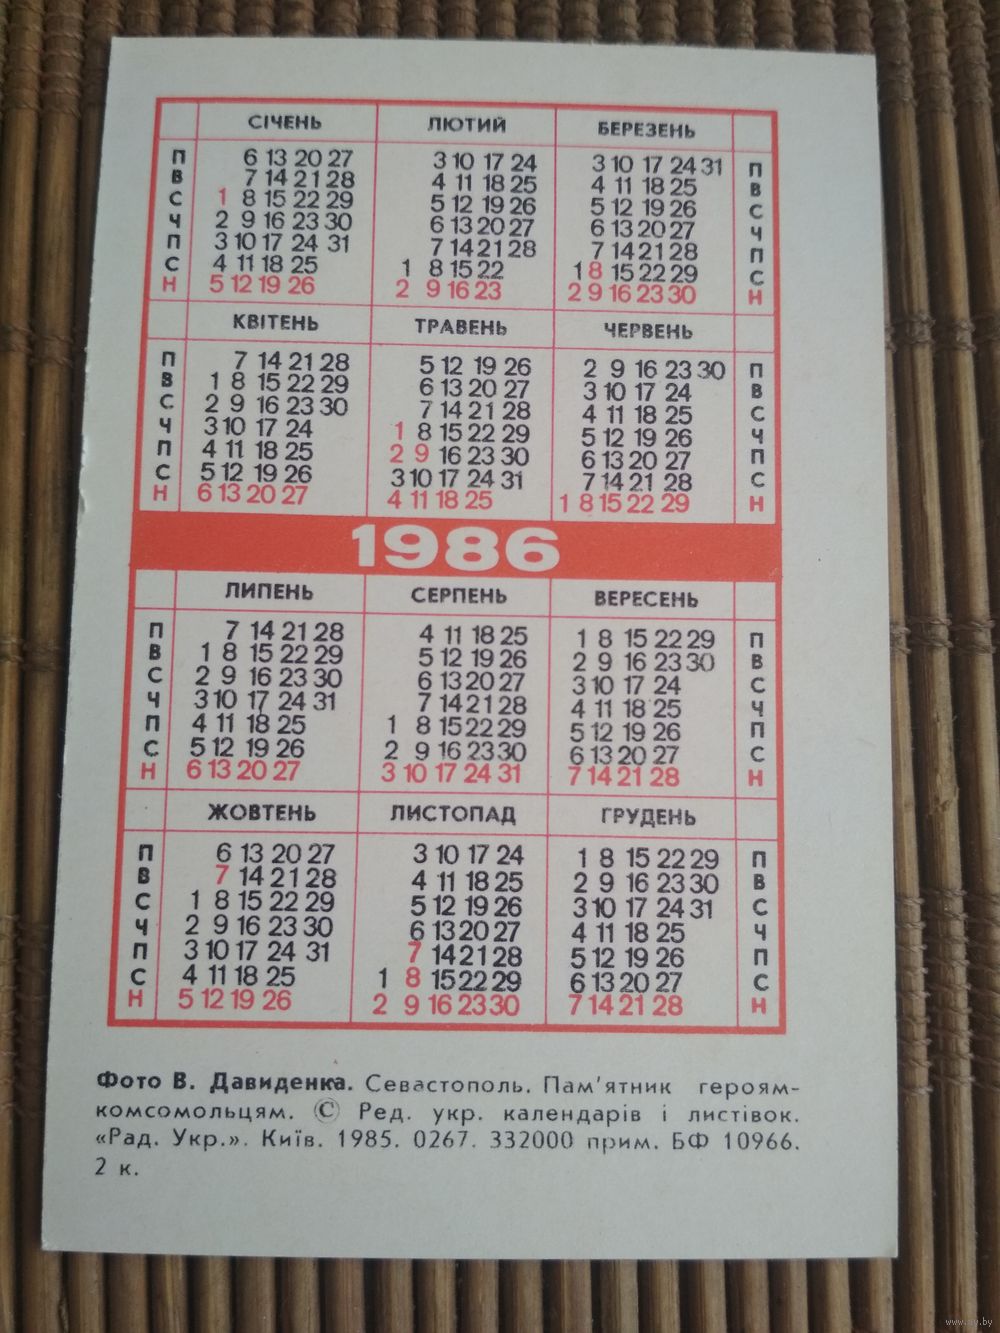 СІЧЕНЬ ЛЮТИЙ БЕРЕЗЕНЬ
П 6 13 20 27 3 10 17 24 3 10 17 24 31 П
В 7 14 21 28 4 11 18 25 4 11 18 25 В
С 1 8 15 22 29 5 12 19 26 5 12 19 26 С
Ч 2 9 16 23 30 6 13 20 27 6 13 20 27 Ч
П 3 10 17 24 31 7 14 21 28 7 14 21 28 П
С 4 11 18 25 1 8 15 22 1 8 15 22 29 С
Н 5 12 19 26 2 9 16 23 2 9 16 23 30 Н
КВІТЕНЬ ТРАВЕНЬ ЧЕРВЕНЬ
П 7 14 21 28 5 12 19 26 2 9 16 23 30 П
В 1 8 15 22 29 6 13 20 27 3 10 17 24 В
С 2 9 16 23 30 7 14 21 28 4 11 18 25 С
Ч 3 10 17 24 1 8 15 22 29 5 12 19 26 Ч
П 4 11 18 25 2 9 16 23 30 6 13 20 27 П
С 5 12 19 26 3 10 17 24 31 7 14 21 28 С
Н 6 13 20 27 4 11 18 25 1 8 15 22 29 Н
1986
ЛИПЕНЬ СЕРПЕНЬ ВЕРЕСЕНЬ
П 7 14 21 28 4 11 18 25 1 8 15 22 29 П
В 1 8 15 22 29 5 12 19 26 2 9 16 23 30 В
С 2 9 16 23 30 6 13 20 27 3 10 17 24 С
Ч 3 10 17 24 31 7 14 21 28 4 11 18 25 Ч
П 4 11 18 25 1 8 15 22 29 5 12 19 26 П
С 5 12 19 26 2 9 16 23 30 6 13 20 27 С
Н 6 13 20 27 3 10 17 24 31 7 14 21 28 Н
ЖОВТЕНЬ ЛИСТОПАД ГРУДЕНЬ
П 6 13 20 27 3 10 17 24 1 8 15 22 29 П
В 7 14 21 28 4 11 18 25 2 9 16 23 30 В
С 1 8 15 22 29 5 12 19 26 3 10 17 24 31 С
Ч 2 9 16 23 30 6 13 20 27 4 11 18 25 Ч
П 3 10 17 24 31 7 14 21 28 5 12 19 26 П
С 4 11 18 25 1 8 15 22 29 6 13 20 27 С
Н 5 12 19 26 2 9 16 23 30 7 14 21 28 Н
Фото В. Давиденка. Севастополь. Пам'ятник героям-
комсомольцям. © Ред. укр. календарів і листівок.
«Рад. Укр.». Київ. 1985. 0267. 332000 прим. БФ 10966.
2 к.
www.ay.by